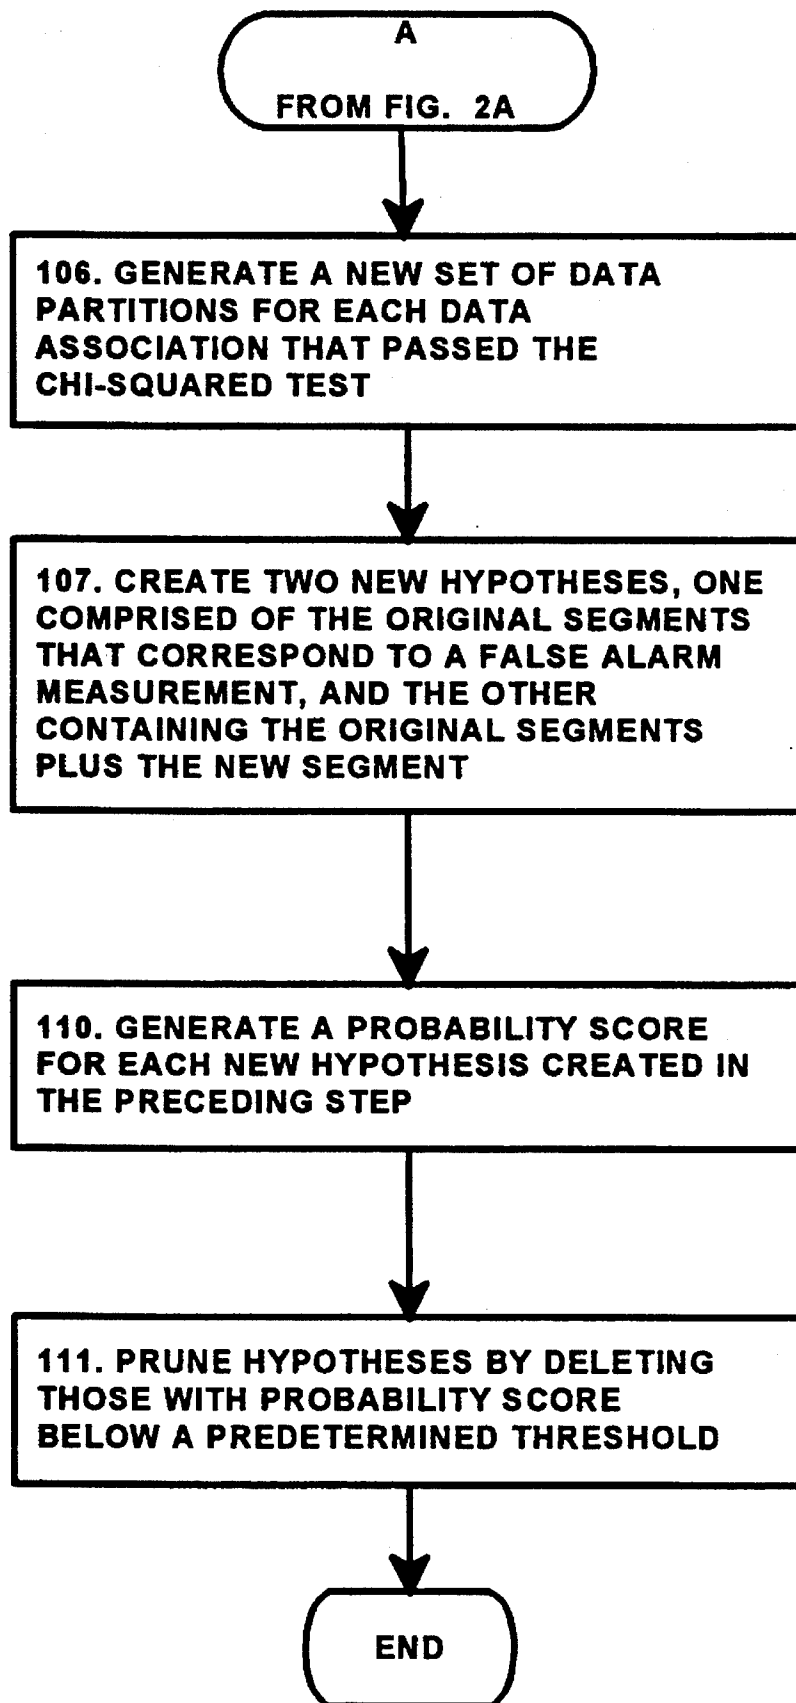 A
FROM FIG. 2A
106. GENERATE A NEW SET OF DATA
PARTITIONS FOR EACH DATA
ASSOCIATION THAT PASSED THE
CHI-SQUARED TEST
107. CREATE TWO NEW HYPOTHESES, ONE
COMPRISED OF THE ORIGINAL SEGMENTS
THAT CORRESPOND TO A FALSE ALARM
MEASUREMENT, AND THE OTHER
CONTAINING THE ORIGINAL SEGMENTS
PLUS THE NEW SEGMENT
110. GENERATE A PROBABILITY SCORE
FOR EACH NEW HYPOTHESIS CREATED IN
THE PRECEDING STEP
111. PRUNE HYPOTHESES BY DELETING
THOSE WITH PROBABILITY SCORE
BELOW A PREDETERMINED THRESHOLD
END